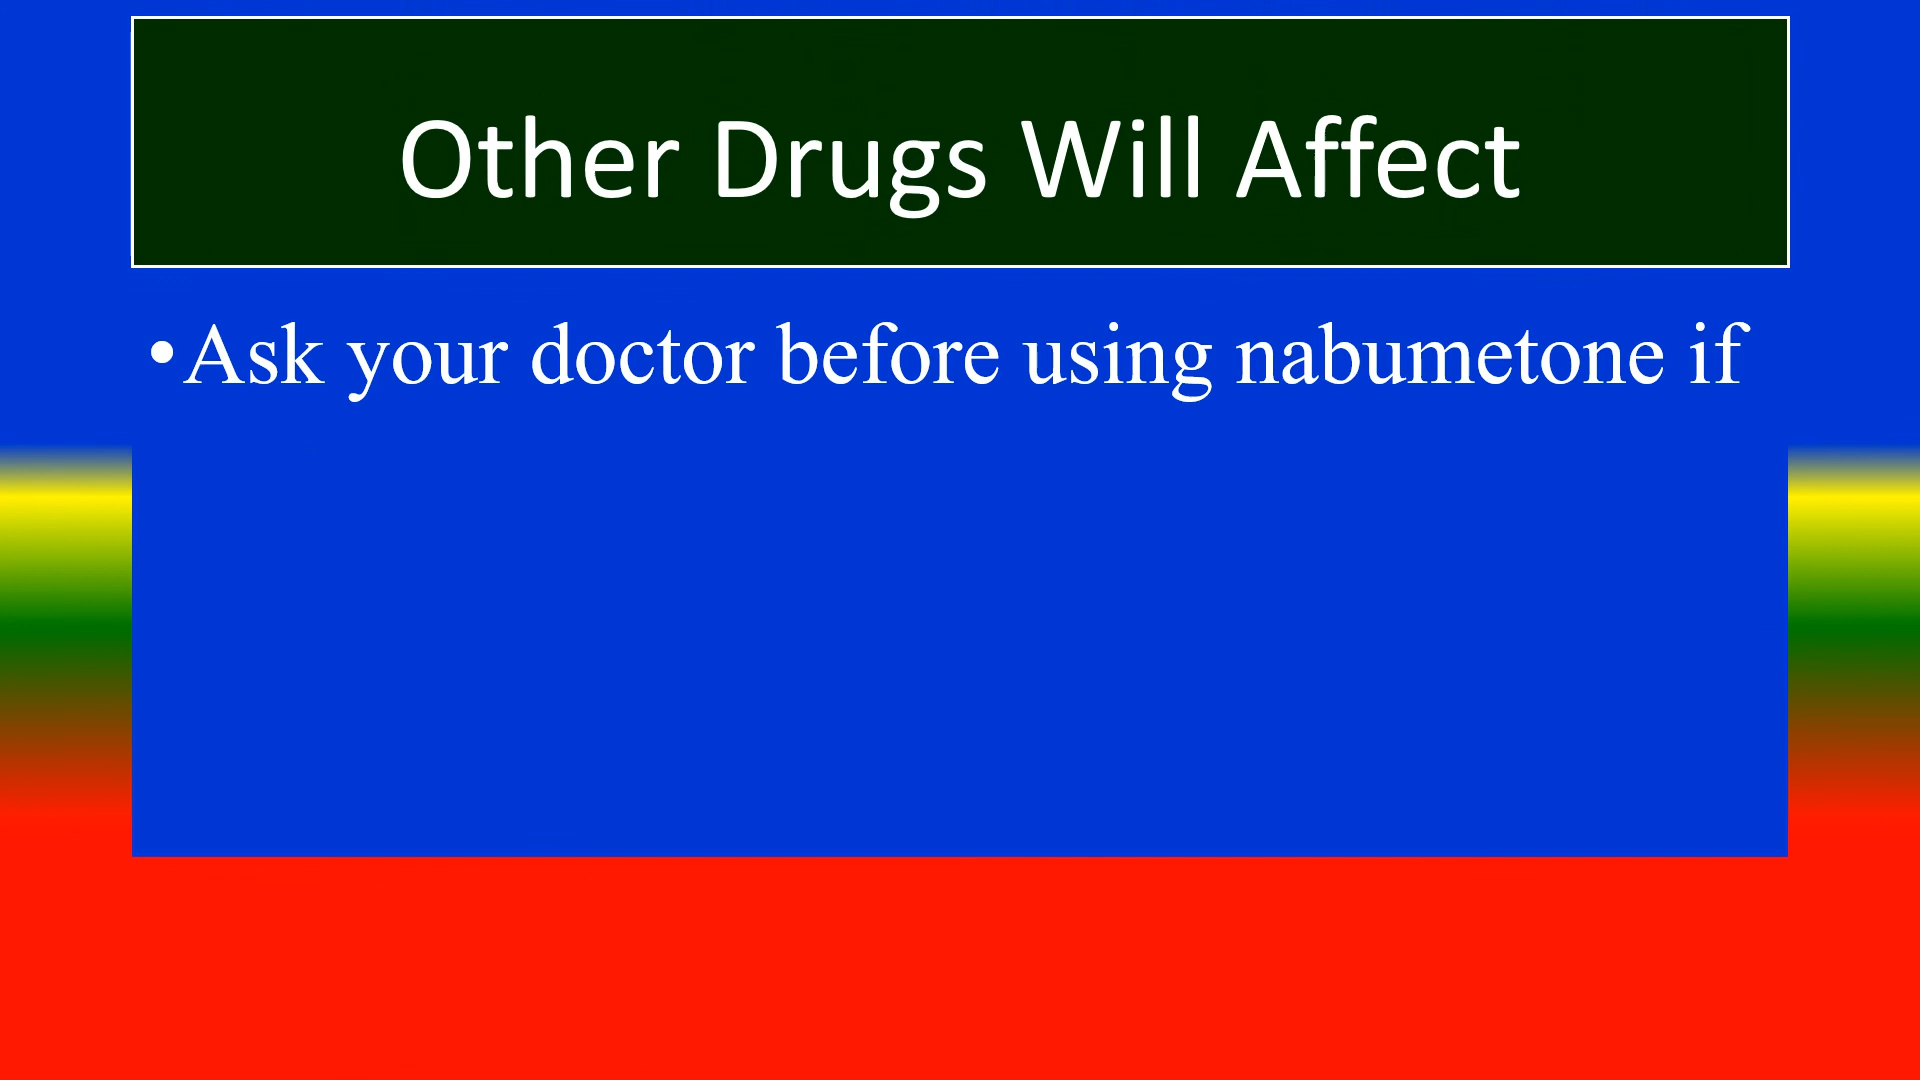 Other Drugs Will Affect
•Ask your doctor before using nabumetone if